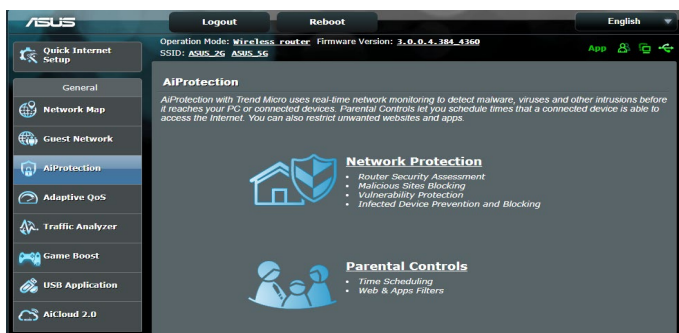 ASUS
Logout
Reboot
English
Quick Internet
Setup
Operation Mode: Wireless router Firmware Version: 3.0.0.4.384_4360
SSID: ASUS_2G ASUS_5G
App
General
Network Map
Guest Network
AiProtection
Adaptive QoS
Traffic Analyzer
Game Boost
USB Application
AiCloud 2.0
AiProtection
AiProtection with Trend Micro uses real-time network monitoring to detect malware, viruses and other intrusions before
it reaches your PC or connected devices. Parental Controls let you schedule times that a connected device is able to
access the Internet. You can also restrict unwanted websites and apps.
Network Protection
• Router Security Assessment
• Malicious Sites Blocking
• Vulnerability Protection
• Infected Device Prevention and Blocking
Parental Controls
• Time Scheduling
• Web & Apps Filters